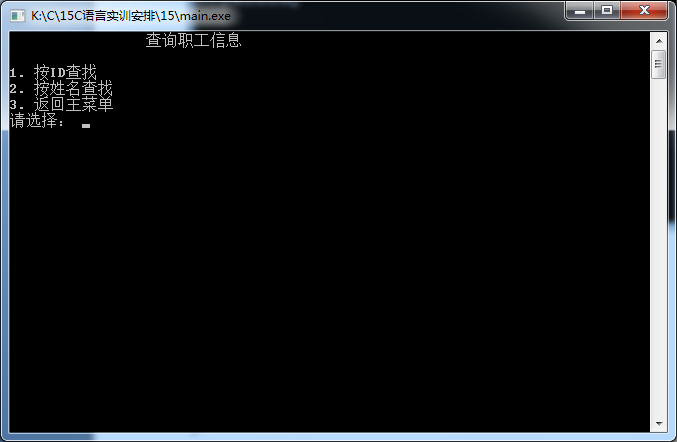 K:\C\15C语言实训安排\15\main.exe
查询职工信息
1. 按ID查找
2. 按姓名查找
3. 返回主菜单
请选择：